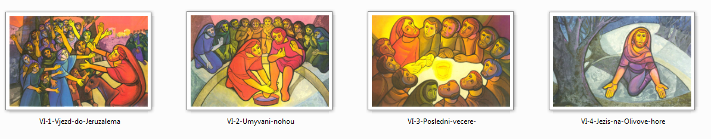 VI-1-Vjezd-do-Jeruzalema
VI-2-Umyvani-nohou
VI-3-Posledni-vecere-
VI-4-Jezis-na-Olivove-hore